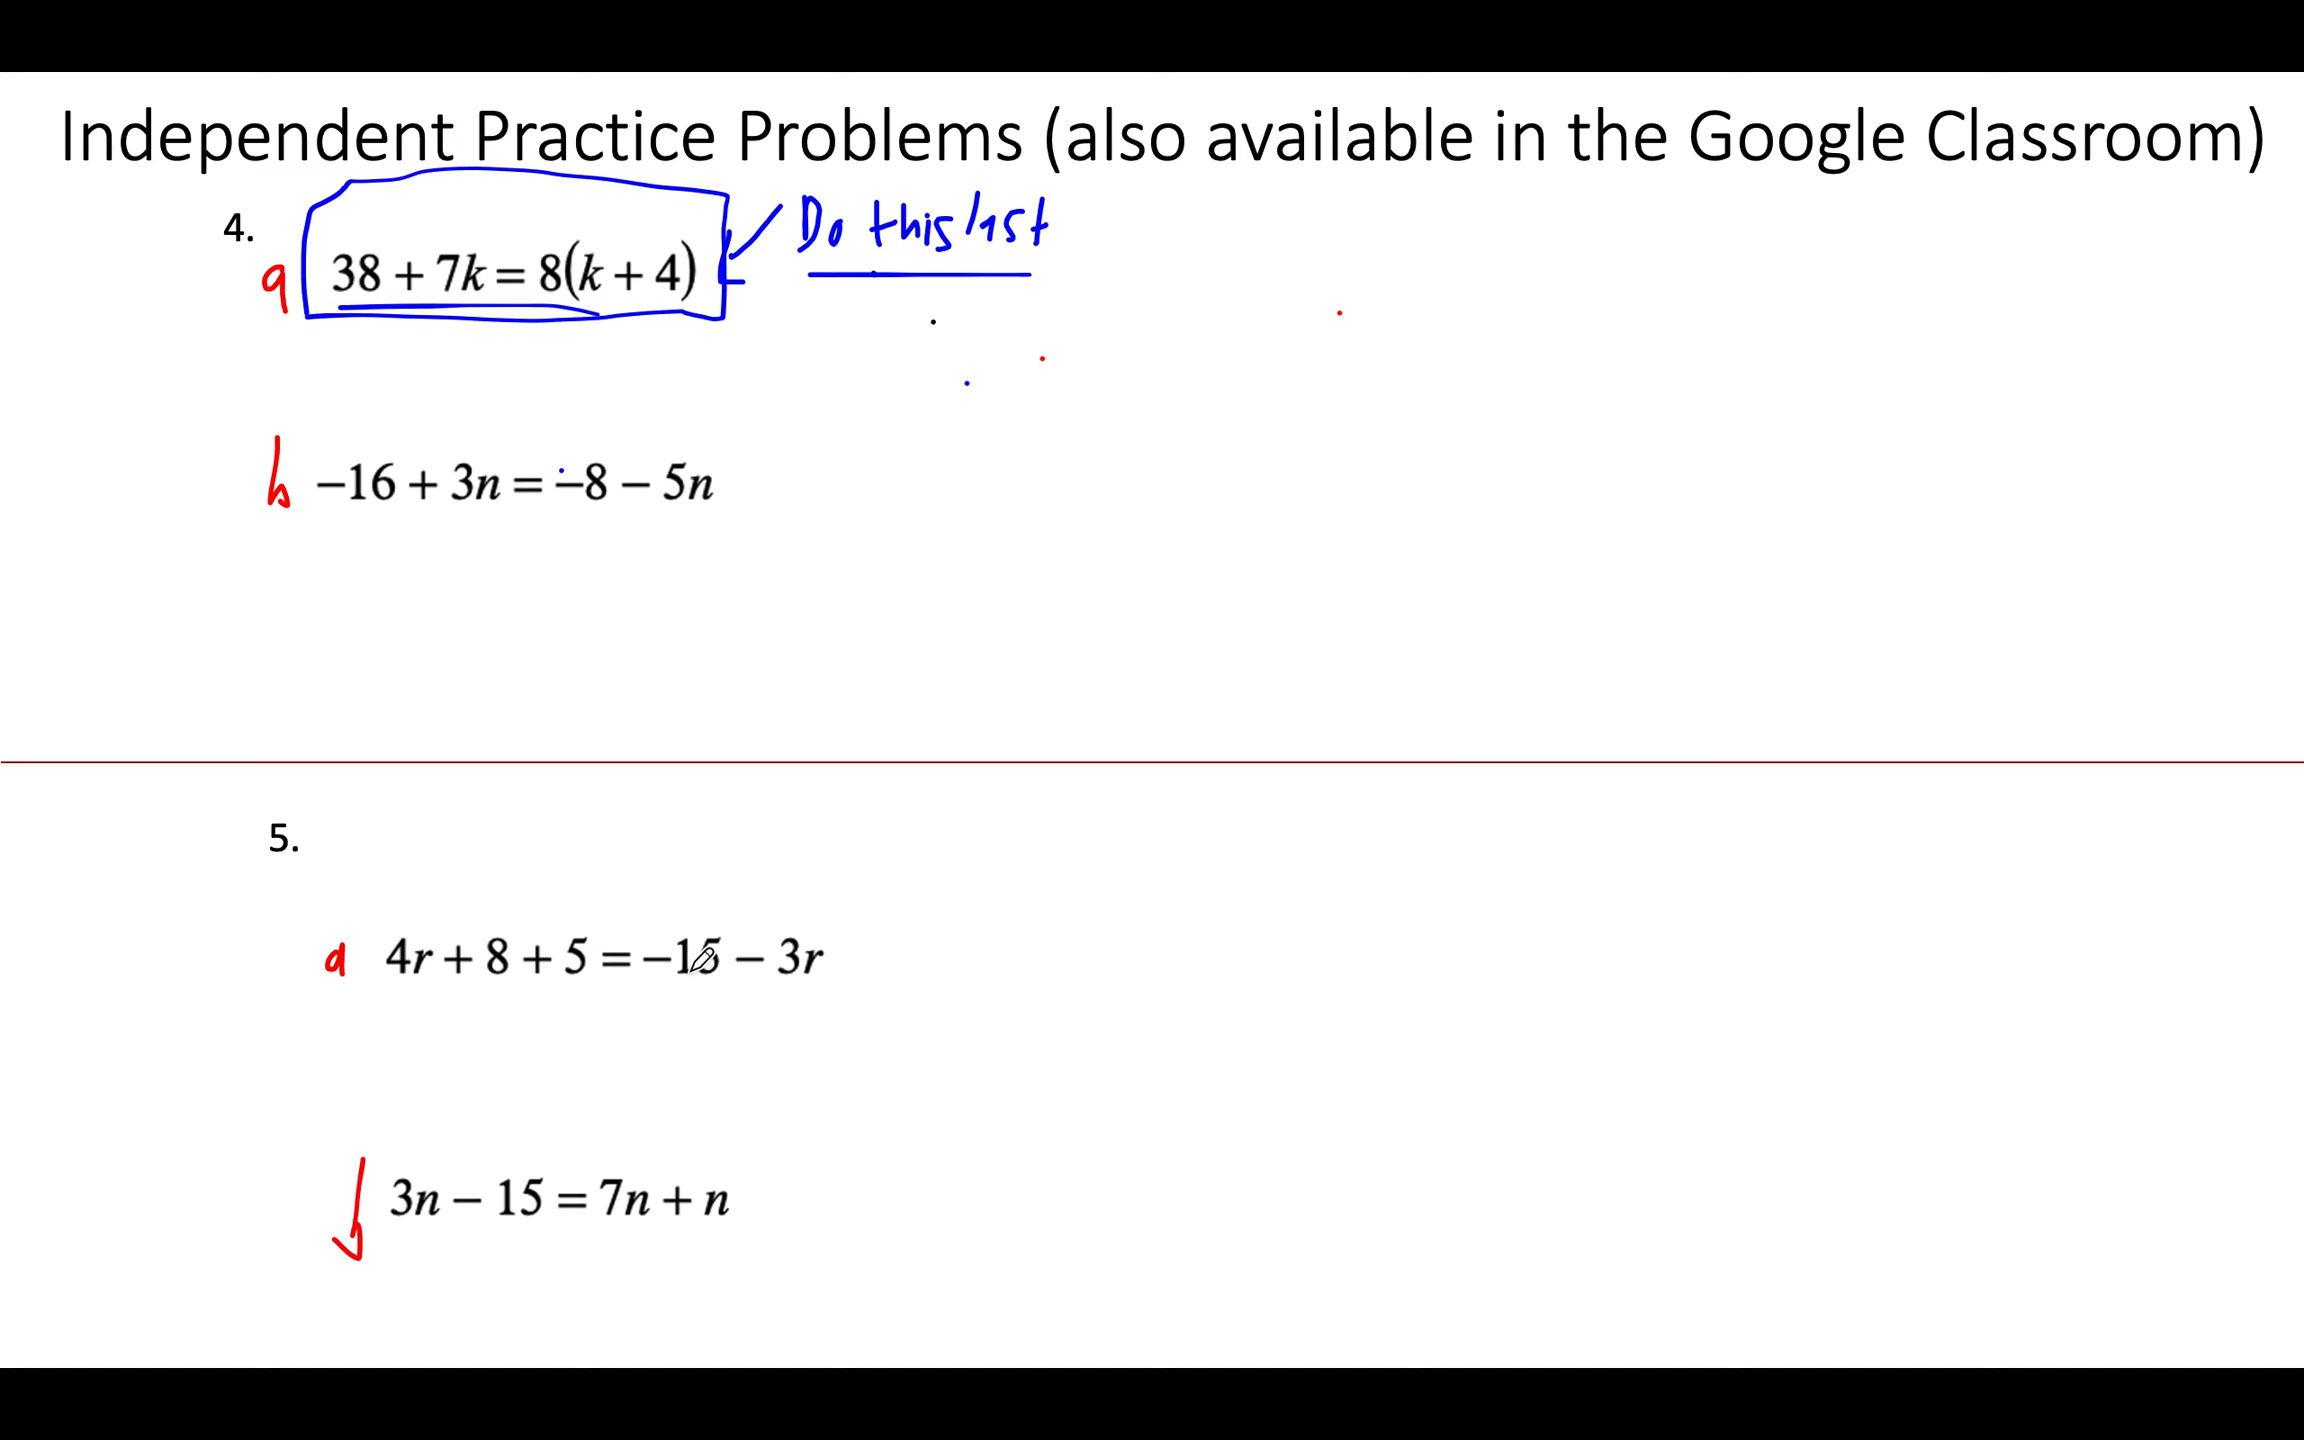 Independent Practice Problems (also available in the Google Classroom)
4.
Do this last
a 38 + 7k = 8(k + 4)
b −16 + 3n = −8 − 5n
5.
a 4r + 8 + 5 = −15 − 3r
b 3n − 15 = 7n + n